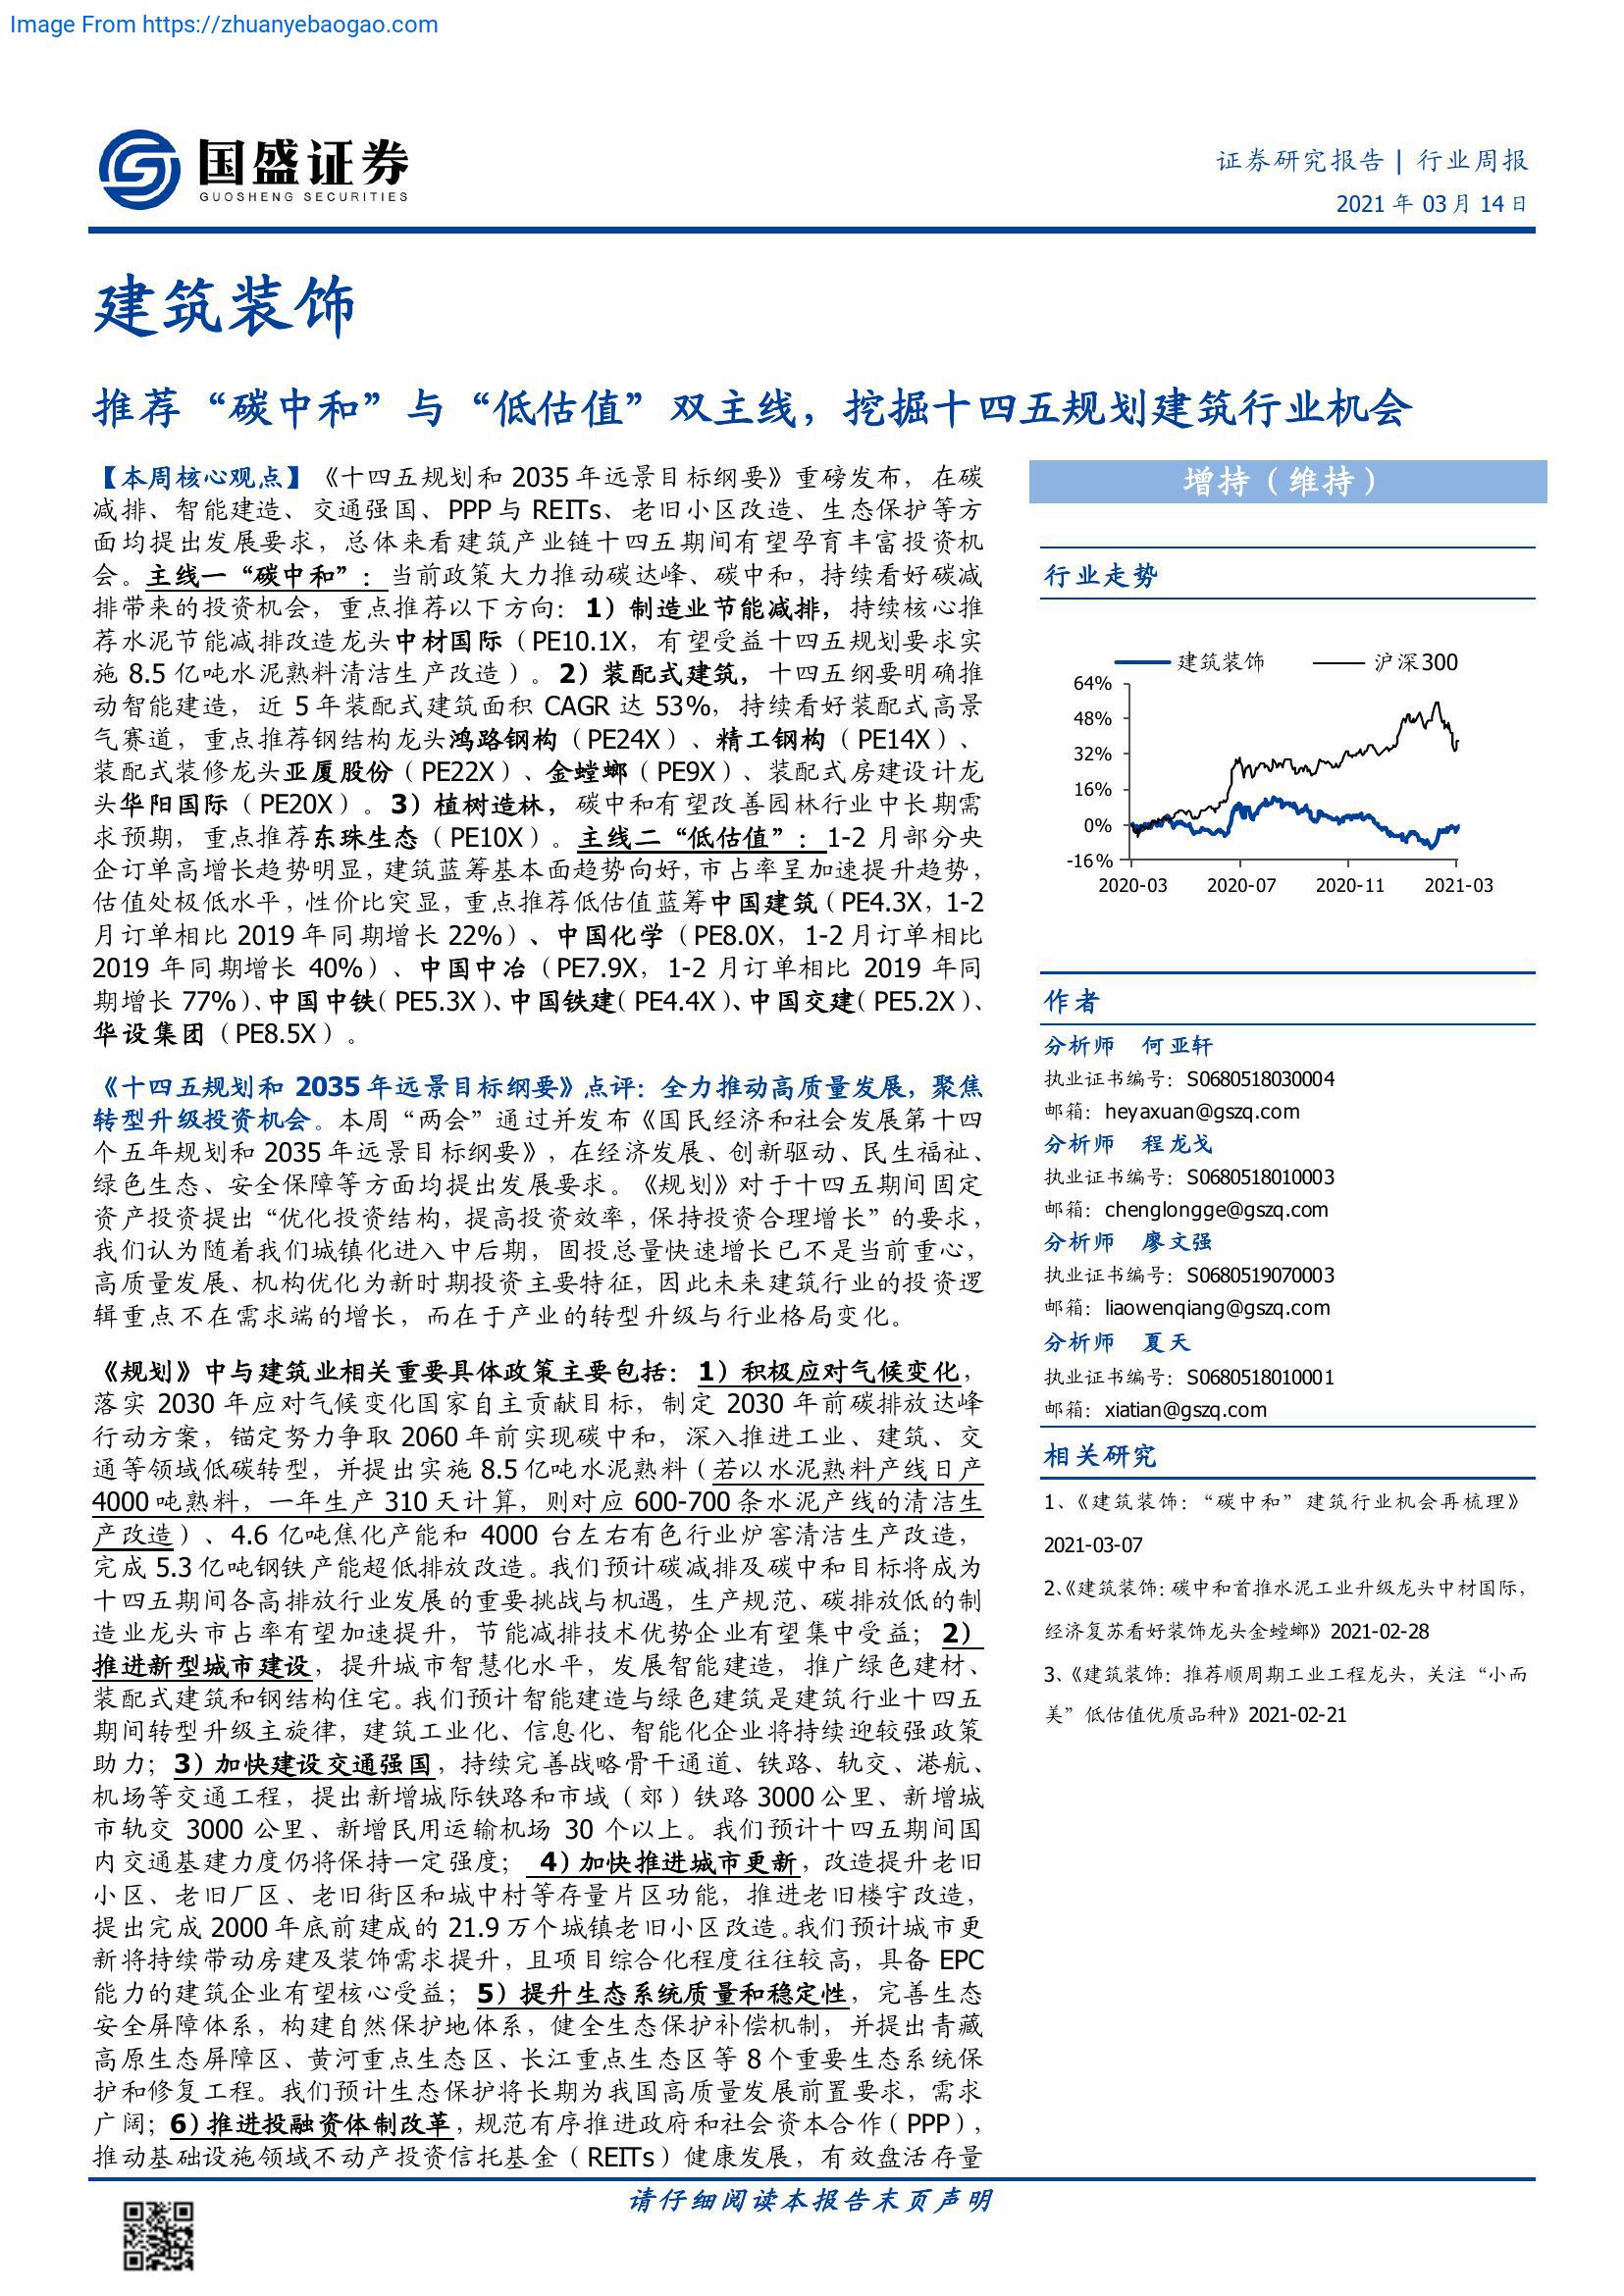 Image From https://zhuanyebaogao.com
国盛证券
GUOSHENG SECURITIES
证券研究报告 | 行业周报
2021 年 03 月 14 日
建筑装饰
推荐“碳中和”与“低估值”双主线，挖掘十四五规划建筑行业机会
【本周核心观点】《十四五规划和 2035 年远景目标纲要》重磅发布，在碳
减排、智能建造、交通强国、PPP 与 REITs、老旧小区改造、生态保护等方
面均提出发展要求，总体来看建筑产业链十四五期间有望孕育丰富投资机
会。主线一“碳中和”：当前政策大力推动碳达峰、碳中和，持续看好碳减
排带来的投资机会，重点推荐以下方向：1）制造业节能减排，持续核心推
荐水泥节能减排改造龙头中材国际（PE10.1X，有望受益十四五规划要求实
施 8.5 亿吨水泥熟料清洁生产改造）。2）装配式建筑，十四五纲要明确推
动智能建造，近 5 年装配式建筑面积 CAGR 达 53%，持续看好装配式高景
气赛道，重点推荐钢结构龙头鸿路钢构（PE24X）、精工钢构（PE14X）、
装配式装修龙头亚厦股份（PE22X）、金螳螂（PE9X）、装配式房建设计龙
头华阳国际（PE20X）。3）植树造林，碳中和有望改善园林行业中长期需
求预期，重点推荐东珠生态（PE10X）。主线二“低估值”：1-2 月部分央
企订单高增长趋势明显，建筑蓝筹基本面趋势向好，市占率呈加速提升趋势，
估值处极低水平，性价比突显，重点推荐低估值蓝筹中国建筑（PE4.3X，1-2
月订单相比 2019 年同期增长 22%）、中国化学（PE8.0X，1-2 月订单相比
2019 年同期增长 40%）、中国中冶（PE7.9X，1-2 月订单相比 2019 年同
期增长 77%）、中国中铁（PE5.3X）、中国铁建（PE4.4X）、中国交建（PE5.2X）、
华设集团（PE8.5X）。
《十四五规划和 2035 年远景目标纲要》点评：全力推动高质量发展，聚焦
转型升级投资机会。本周“两会”通过并发布《国民经济和社会发展第十四
个五年规划和 2035 年远景目标纲要》，在经济发展、创新驱动、民生福祉、
绿色生态、安全保障等方面均提出发展要求。《规划》对于十四五期间固定
资产投资提出“优化投资结构，提高投资效率，保持投资合理增长”的要求，
我们认为随着我们城镇化进入中后期，固投总量快速增长已不是当前重心，
高质量发展、机构优化为新时期投资主要特征，因此未来建筑行业的投资逻
辑重点不在需求端的增长，而在于产业的转型升级与行业格局变化。
《规划》中与建筑业相关重要具体政策主要包括：1）积极应对气候变化，
落实 2030 年应对气候变化国家自主贡献目标，制定 2030 年前碳排放达峰
行动方案，锚定努力争取 2060 年前实现碳中和，深入推进工业、建筑、交
通等领域低碳转型，并提出实施 8.5 亿吨水泥熟料（若以水泥熟料产线日产
4000 吨熟料，一年生产 310 天计算，则对应 600-700 条水泥产线的清洁生
产改造）、4.6 亿吨焦化产能和 4000 台左右有色行业炉窑清洁生产改造，
完成 5.3 亿吨钢铁产能超低排放改造。我们预计碳减排及碳中和目标将成为
十四五期间各高排放行业发展的重要挑战与机遇，生产规范、碳排放低的制
造业龙头市占率有望加速提升，节能减排技术优势企业有望集中受益；2）
推进新型城市建设，提升城市智慧化水平，发展智能建造，推广绿色建材、
装配式建筑和钢结构住宅。我们预计智能建造与绿色建筑是建筑行业十四五
期间转型升级主旋律，建筑工业化、信息化、智能化企业将持续迎较强政策
助力；3）加快建设交通强国，持续完善战略骨干通道、铁路、轨交、港航、
机场等交通工程，提出新增城际铁路和市域（郊）铁路 3000 公里、新增城
市轨交 3000 公里、新增民用运输机场 30 个以上。我们预计十四五期间国
内交通基建力度仍将保持一定强度；4）加快推进城市更新，改造提升老旧
小区、老旧厂区、老旧街区和城中村等存量片区功能，推进老旧楼宇改造，
提出完成 2000 年底前建成的 21.9 万个城镇老旧小区改造。我们预计城市更
新将持续带动房建及装饰需求提升，且项目综合化程度往往较高，具备 EPC
能力的建筑企业有望核心受益；5）提升生态系统质量和稳定性，完善生态
安全屏障体系，构建自然保护地体系，健全生态保护补偿机制，并提出青藏
高原生态屏障区、黄河重点生态区、长江重点生态区等 8 个重要生态系统保
护和修复工程。我们预计生态保护将长期为我国高质量发展前置要求，需求
广阔；6）推进投融资体制改革，规范有序推进政府和社会资本合作（PPP），
推动基础设施领域不动产投资信托基金（REITs）健康发展，有效盘活存量
增持（维持）
行业走势
建筑装饰 沪深300
64%
48%
32%
16%
0%
-16%
2020-03 2020-07 2020-11 2021-03
作者
分析师 何亚轩
执业证书编号：S0680518030004
邮箱：heyaxuan@gszq.com
分析师 程龙戈
执业证书编号：S0680518010003
邮箱：chenglongge@gszq.com
分析师 廖文强
执业证书编号：S0680519070003
邮箱：liaowenqiang@gszq.com
分析师 夏天
执业证书编号：S0680518010001
邮箱：xiatian@gszq.com
相关研究
1、《建筑装饰：“碳中和”建筑行业机会再梳理》
2021-03-07
2、《建筑装饰：碳中和首推水泥工业升级龙头中材国际，
经济复苏看好装饰龙头金螳螂》2021-02-28
3、《建筑装饰：推荐顺周期工业工程龙头，关注“小而
美”低估值优质品种》2021-02-21
请仔细阅读本报告末页声明